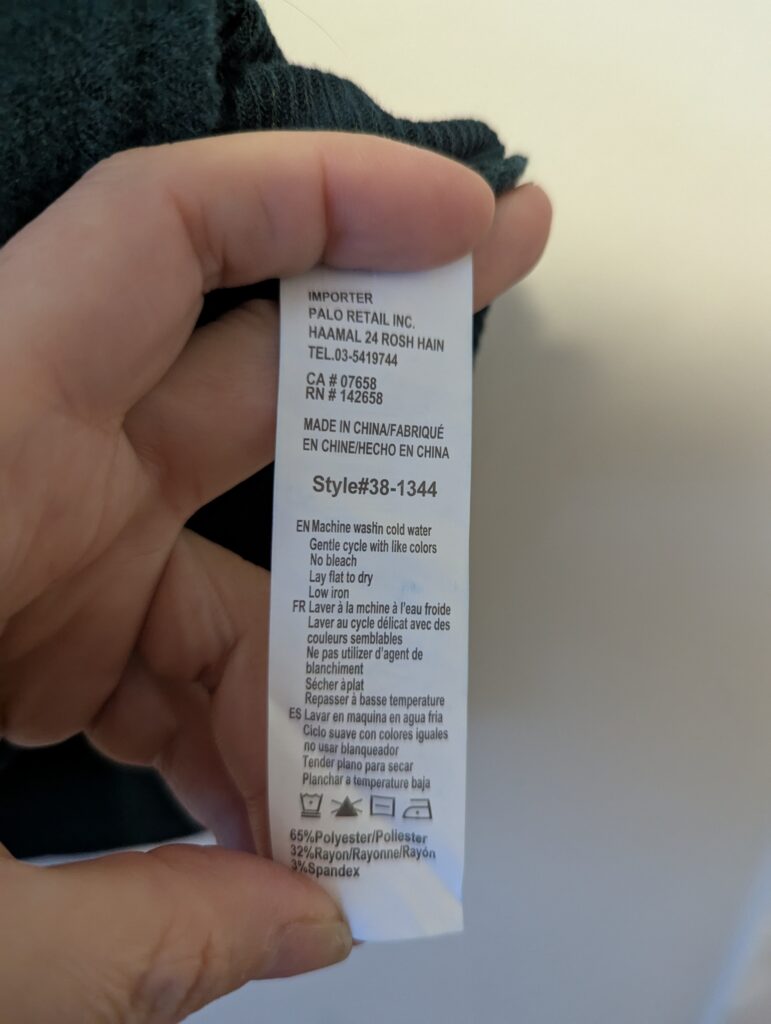 IMPORTER
PALO RETAIL INC.
HAAMAL 24 ROSH HAIN
TEL.03-5419744
CA # 07658
RN # 142658
MADE IN CHINA/FABRIQUÉ
EN CHINE/HECHO EN CHINA
Style#38-1344
EN Machine washin cold water
Gentle cycle with like colors
No bleach
Lay flat to dry
Low iron
FR Laver à la mchine à l'eau froide
Laver au cycle délicat avec des
couleurs semblables
Ne pas utilizer d'agent de
blanchiment
Sécher àplat
Repasser à basse temperature
ES Lavar en maquina en agua fria
Ciclo suave con colores iguales
no usar blanqueador
Tender plano para secar
Planchar a temperature baja
65%Polyester/Poliester
32%Rayon/Rayonne/Rayón
3%Spandex